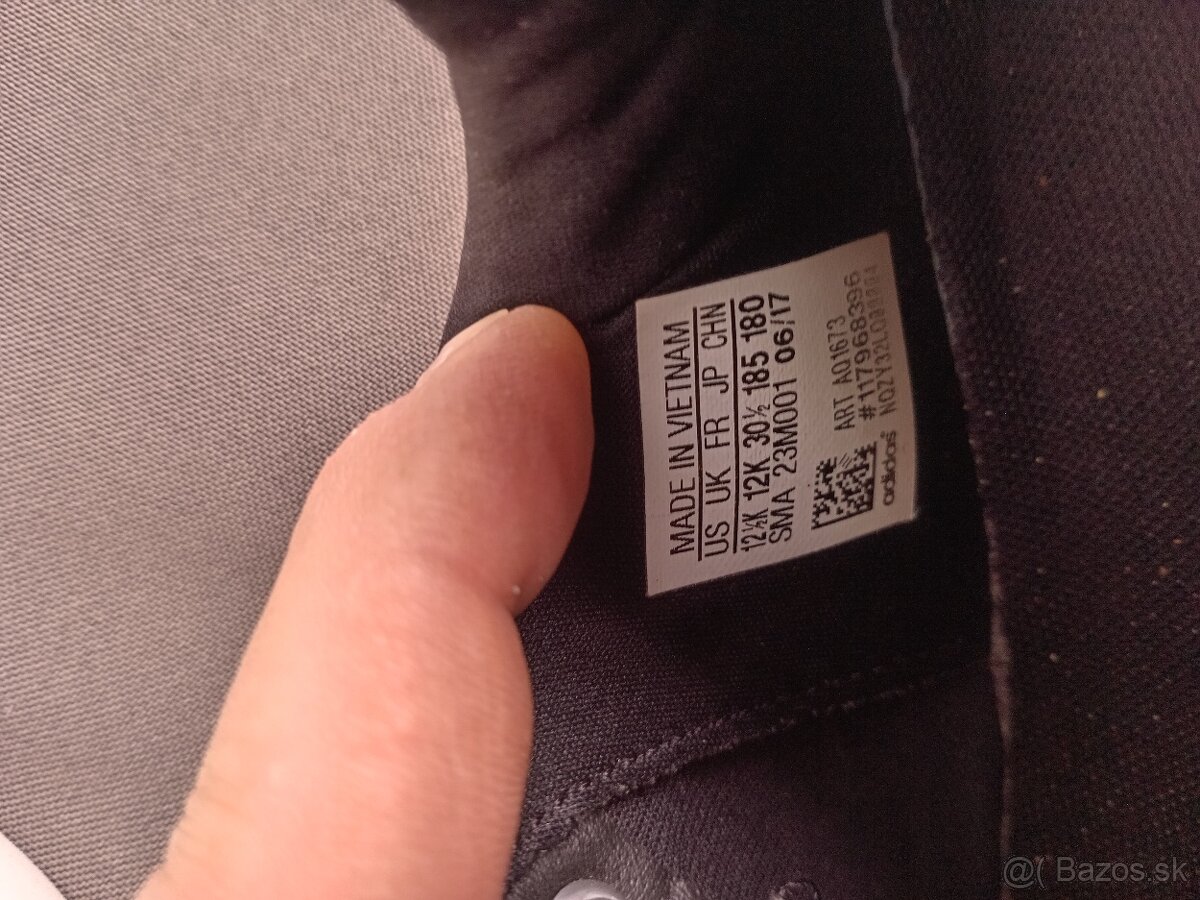 MADE IN VIETNAM
US UK FR JP CHN
12½K 12K 30½ 185 180
SMA 23M001 06/17
ART AQ1673
#117968396
adidas
@( Bazos.sk